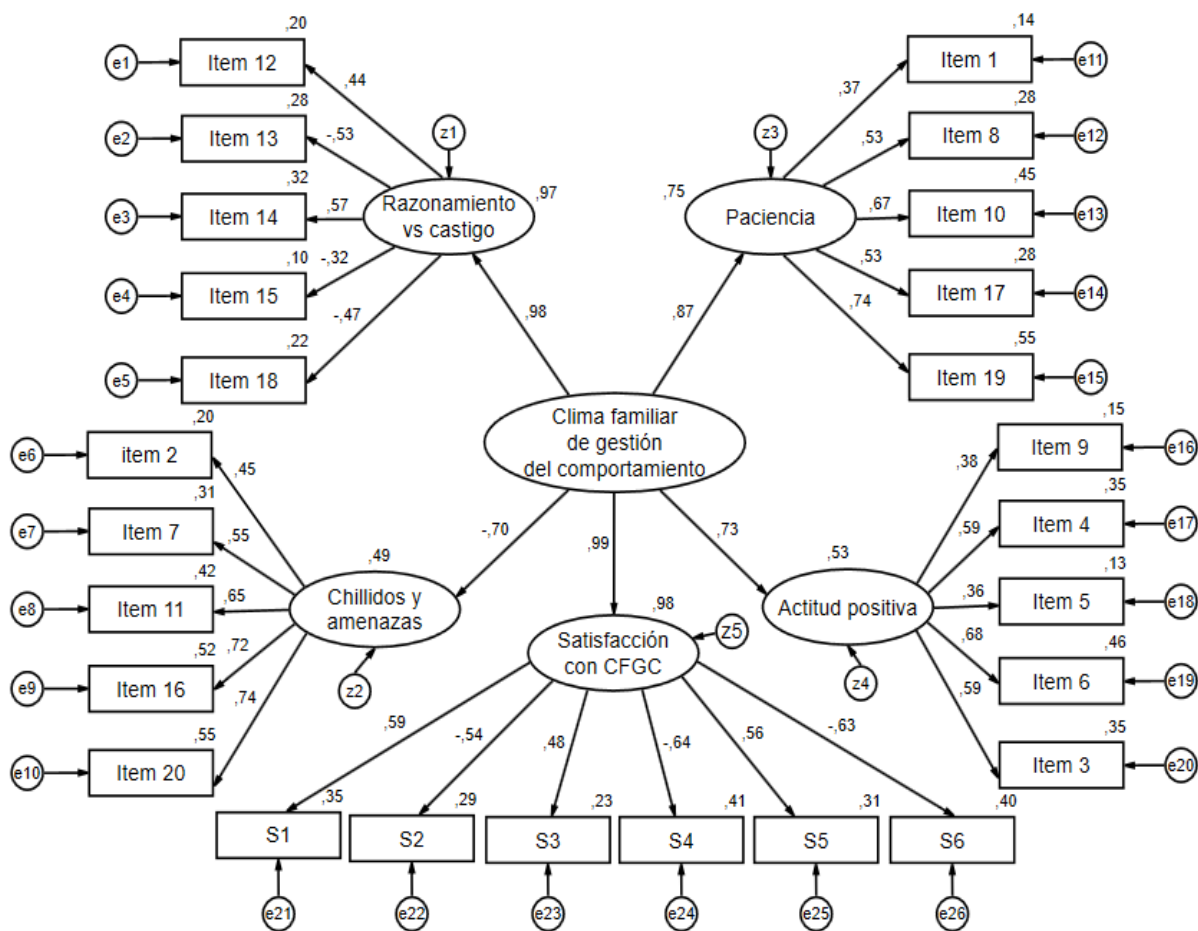 ,20
e1
Item 12
,44
,28
e2
Item 13
-,53
z1
,32
e3
Item 14
,57
Razonamiento
vs castigo
,97
,10
e4
Item 15
-,32
,22
e5
Item 18
-,47
,98
,14
Item 1
e11
,37
,28
Item 8
e12
,53
z3
,45
Item 10
e13
,67
,75
Paciencia
,28
Item 17
e14
,53
,55
Item 19
e15
,74
,87
Clima familiar
de gestión
del comportamiento
,20
e6
item 2
,45
,31
e7
Item 7
,55
,42
e8
Item 11
,65
,52
e9
Item 16
,72
,55
e10
Item 20
,74
,49
Chillidos y
amenazas
z2
-,70
,99
,73
,15
Item 9
e16
,38
,35
Item 4
e17
,59
,13
Item 5
e18
,36
,46
Item 6
e19
,68
,35
Item 3
e20
,59
,53
Actitud positiva
z4
,98
Satisfacción
con CFGC
z5
,59
-,54
,48
-,64
,56
-,63
,35
,29
,23
,41
,31
,40
S1
S2
S3
S4
S5
S6
e21
e22
e23
e24
e25
e26